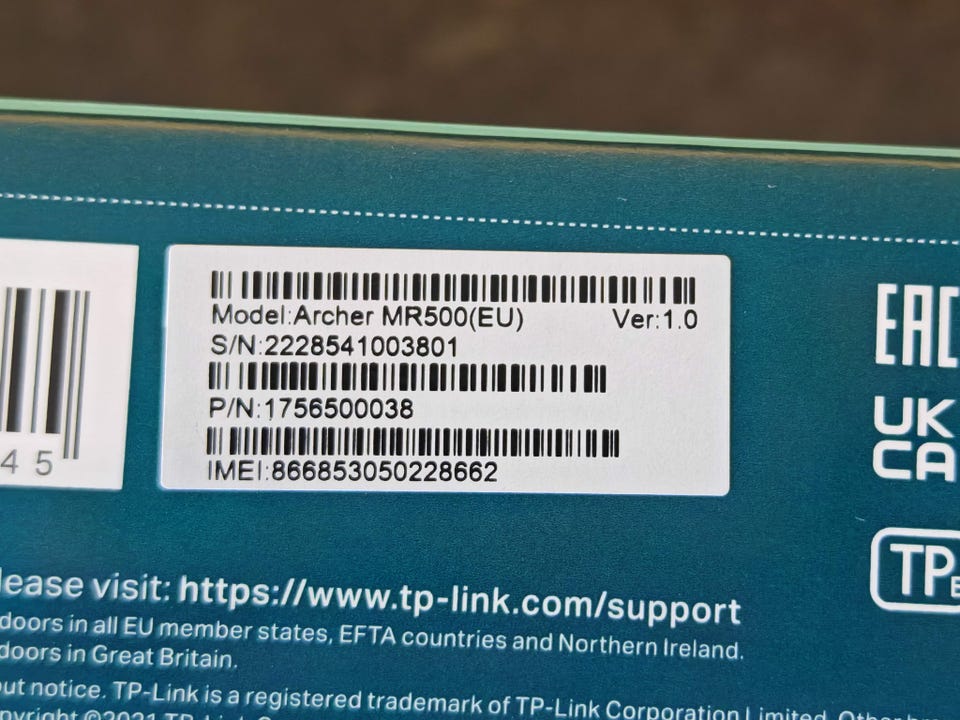 Model:Archer MR500(EU) Ver:1.0
S/N:2228541003801
P/N:1756500038
IMEI:866853050228662
45
EAC
UK
CA
TP
lease visit: https://www.tp-link.com/support
doors in all EU member states, EFTA countries and Northern Ireland.
doors in Great Britain.
out notice. TP-Link is a registered trademark of TP-Link Corporation Limited.